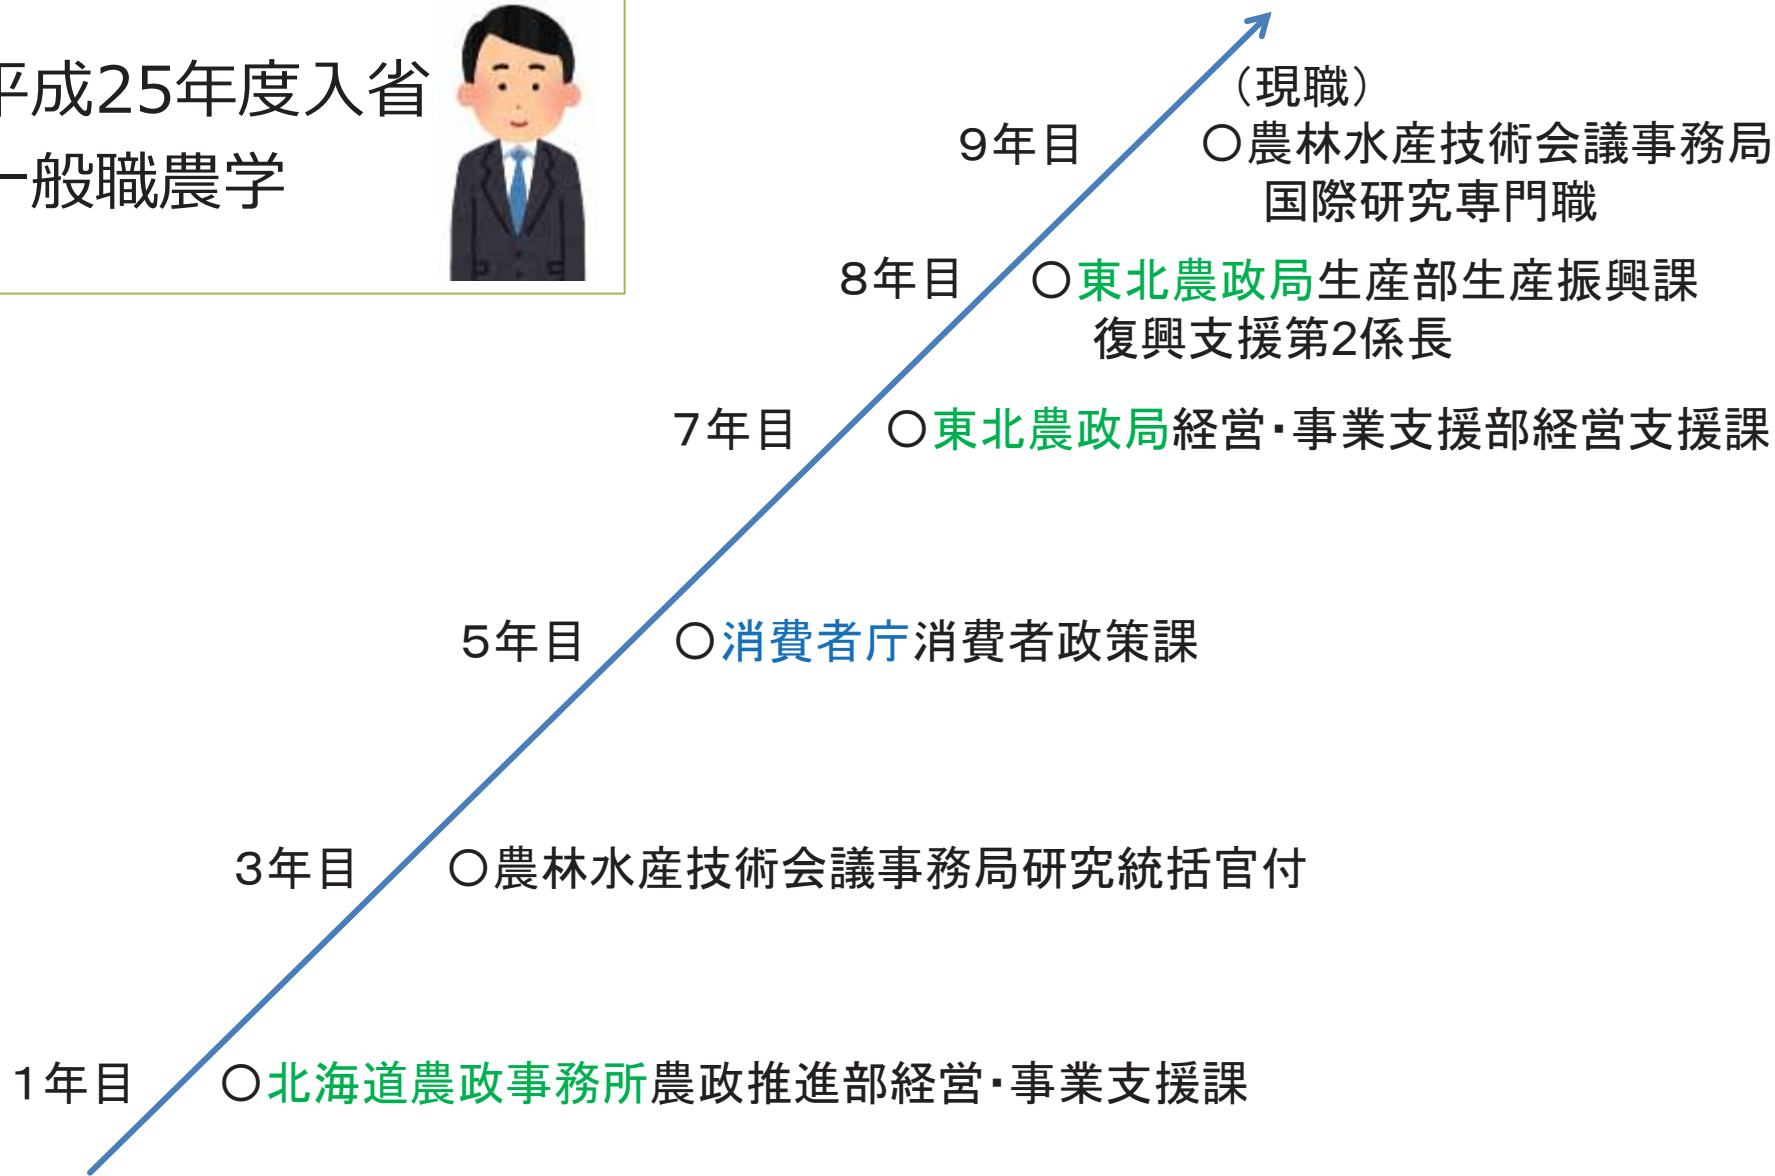 平成25年度入省
一般職農学
（現職）
9年目 ○農林水産技術会議事務局
国際研究専門職
8年目 ○東北農政局生産部生産振興課
復興支援第2係長
7年目 ○東北農政局経営・事業支援部経営支援課
5年目 ○消費者庁消費者政策課
3年目 ○農林水産技術会議事務局研究統括官付
1年目 ○北海道農政事務所農政推進部経営・事業支援課